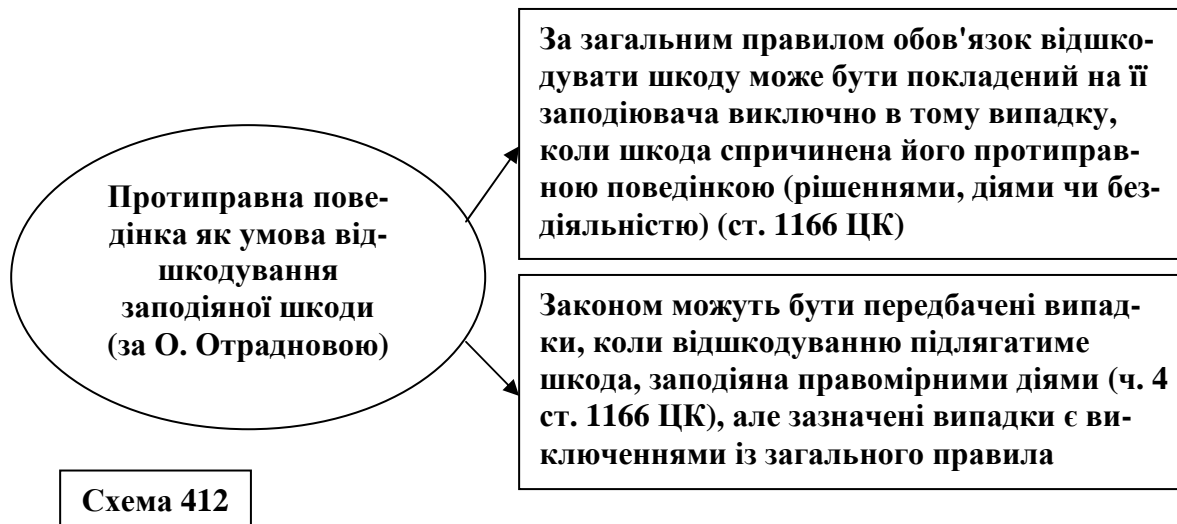 Протиправна пове-
дінка як умова від-
шкодування
заподіяної шкоди
(за О. Отрадновою)
За загальним правилом обов'язок відшко-
дувати шкоду може бути покладений на її
заподіювача виключно в тому випадку,
коли шкода спричинена його протиправ-
ною поведінкою (рішеннями, діями чи без-
діяльністю) (ст. 1166 ЦК)
Законом можуть бути передбачені випад-
ки, коли відшкодуванню підлягатиме
шкода, заподіяна правомірними діями (ч. 4
ст. 1166 ЦК), але зазначені випадки є ви-
ключеннями із загального правила
Схема 412